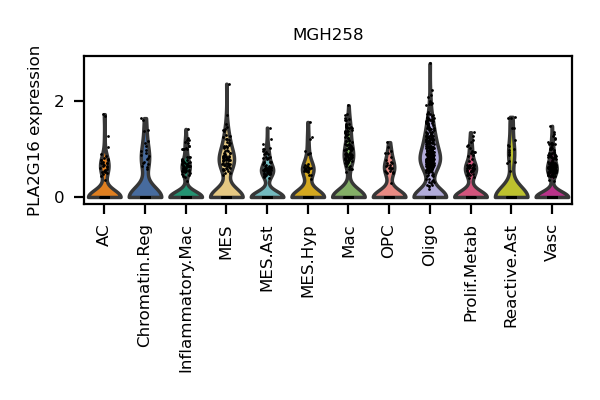 MGH258
PLA2G16 expression
2
0
AC
Chromatin.Reg
Inflammatory.Mac
MES
MES.Ast
MES.Hyp
Mac
OPC
Oligo
Prolif.Metab
Reactive.Ast
Vasc